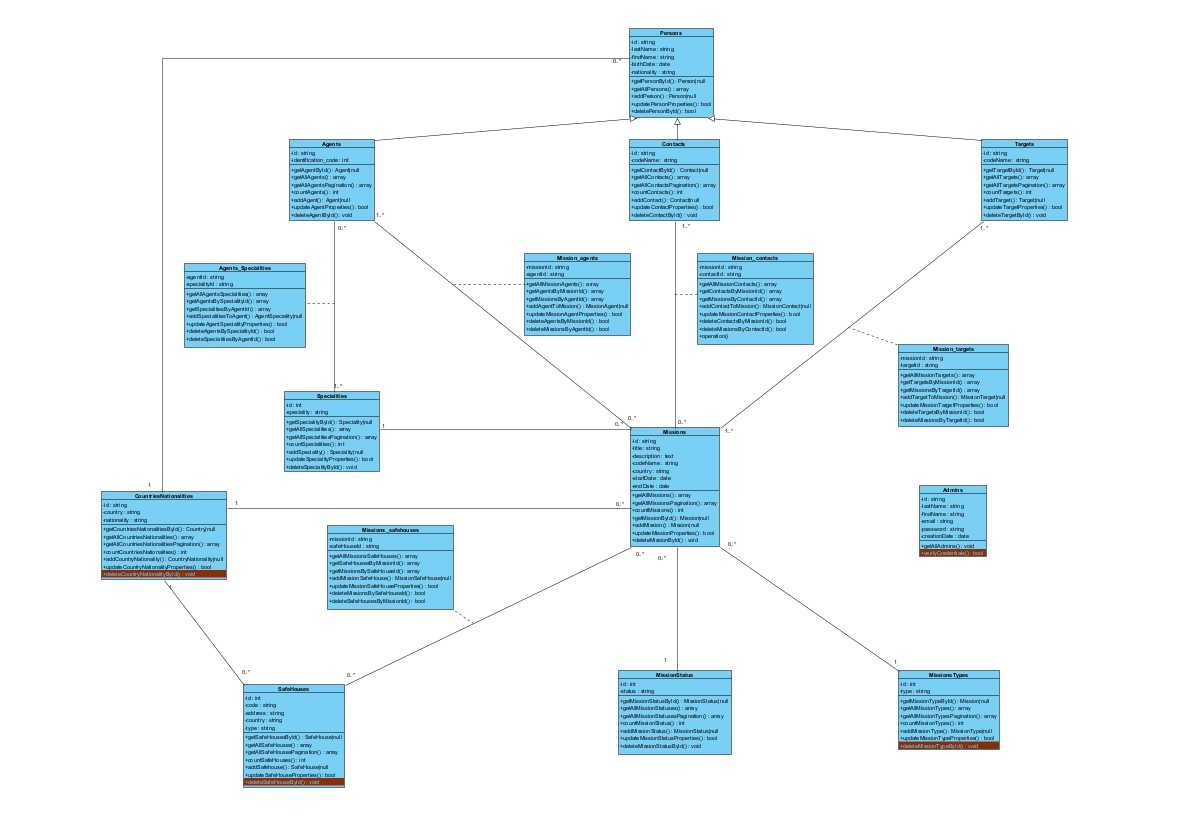 Persons
-id : string
-lastName : string
-firstName : string
-birthDate : date
-nationality : string
+getPersonById() : Person|null
+getAllPersons() : array
+addPerson() : Person|null
+updatePersonProperties() : bool
+deletePersonById() : bool
0..*
Agents
-id : string
-identification_code : int
+getAgentById() : Agent|null
+getAllAgents() : array
+getAllAgentsPagination() : array
+countAgents() : int
+addAgent() : Agent|null
+updateAgentProperties() : bool
+deleteAgentById() : void
1..*
0..*
Contacts
-id : string
-codeName : string
+getContactById() : Contact|null
+getAllContacts() : array
+getAllContactsPagination() : array
+countContacts() : int
+addContact() : Contact|null
+updateContactProperties() : bool
+deleteContactById() : void
1..*
Targets
-id : string
-codeName : string
+getTargetById() : Target|null
+getAllTargets() : array
+getAllTargetsPagination() : array
+countTargets() : int
+addTarget() : Target|null
+updateTargetProperties() : bool
+deleteTargetById() : void
1..*
Agents_Specialities
-agentId : string
-specialityId : string
+getAllAgentsSpecialities() : array
+getAgentsBySpecialityId() : array
+getSpecialitiesByAgentId() : array
+addSpecialitiesToAgent() : AgentSpeciality|null
+updateAgentSpecialityProperties() : bool
+deleteAgentsBySpecialityId() : bool
+deleteSpecialitiesByAgentId() : bool
Mission_agents
-missionId : string
-agentId : string
+getAllMissionAgents() : array
+getAgentsByMissionId() : array
+getMissionsByAgentId() : array
+addAgentToMission() : MissionAgent|null
+updateMissionAgentProperties() : bool
+deleteAgentsByMissionId() : bool
+deleteMissionsByAgentId() : bool
Mission_contacts
-missionId : string
-contactId : string
+getAllMissionContacts() : array
+getContactsByMissionId() : array
+getMissionsByContactId() : array
+addContactToMission() : MissionContact|null
+updateMissionContactProperties() : bool
+deleteContactsByMissionId() : bool
+deleteMissionsByContactId() : bool
+operation()
Mission_targets
-missionId : string
-targetId : string
+getAllMissionTargets() : array
+getTargetsByMissionId() : array
+getMissionsByTargetId() : array
+addTargetToMission() : MissionTarget|null
+updateMissionTargetProperties() : bool
+deleteTargetsByMissionId() : bool
+deleteMissionsByTargetId() : bool
1..*
Specialities
-id : int
-speciality : string
+getSpecialityById() : Speciality|null
+getAllSpecialities() : array
+getAllSpecialitiesPagination() : array
+countSpecialities() : int
+addSpeciality() : Speciality|null
+updateSpecialityProperties() : bool
+deleteSpecialityById() : void
1
0..*
0..*
0..*
1..*
Missions
-id : string
-title : string
-description : text
-codeName : string
-country : string
-startDate : date
-endDate : date
+getAllMissions() : array
+getAllMissionsPagination() : array
+countMissions() : int
+getMissionById() : Mission|null
+addMission() : Mission|null
+updateMissionProperties() : bool
+deleteMissionById() : void
1
CountriesNationalities
-id : string
-country : string
-nationality : string
+getCountriesNationalitiesById() : Country|null
+getAllCountriesNationalities() : array
+getAllCountriesNationalitiesPagination() : array
+countCountriesNationalities() : int
+addCountryNationality() : CountryNationality|null
+updateCountryNationalityProperties() : bool
+deleteCountryNationalityById() : void
1
0..*
1
Admins
-id : string
-lastName : string
-firstName : string
-email : string
-password : string
-creationDate : date
+getAllAdmins() : void
+verifyCredentials() : bool
Missions_safehouses
-missionId : string
-safeHouseId : string
+getAllMissionsSafeHouses() : array
+getSafeHousesByMissionId() : array
+getMissionsBySafeHouseId() : array
+addMissionSafeHouse() : MissionSafeHouse|null
+updateMissionSafeHouseProperties() : bool
+deleteMissionsBySafeHouseId() : bool
+deleteSafeHousesByMissionId() : bool
0..*
0..*
0..*
0..*
0..*
1
1
SafeHouses
-id : int
-code : string
-address : string
-country : string
-type : string
+getSafeHousesById() : SafeHouse|null
+getAllSafeHouses() : array
+getAllSafeHousesPagination() : array
+countSafeHouses() : int
+addSafehouse() : SafeHouse|null
+updateSafeHouseProperties() : bool
+deleteSafeHouseById() : void
MissionStatus
-id : int
-status : string
+getMissionStatusById() : MissionStatus|null
+getAllMissionStatuses() : array
+getAllMissionStatusesPagination() : array
+countMissionStatus() : int
+addMissionStatus() : MissionStatus|null
+updateMissionStatusProperties() : bool
+deleteMissionStatusById() : void
MissionsTypes
-id : int
-type : string
+getMissionTypeById() : Mission|null
+getAllMissionTypes() : array
+getAllMissionTypesPagination() : array
+countMissionTypes() : int
+addMissionType() : MissionType|null
+updateMissionTypeProperties() : bool
+deleteMissionTypeById() : void